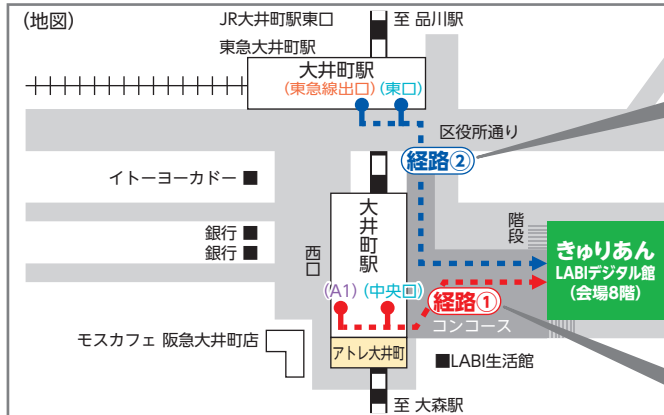 (地図)
JR大井町駅東口
至 品川駅
東急大井町駅
大井町駅
(東急線出口)
(東口)
区役所通り
経路②
イトーヨーカドー ■
大井町駅
階段
銀行 ■
銀行 ■
西口
きゅりあん
LABIデジタル館
(会場8階)
(A1)
(中央口)
経路①
コンコース
モスカフェ 阪急大井町店
アトレ大井町
■LABI生活館
至 大森駅